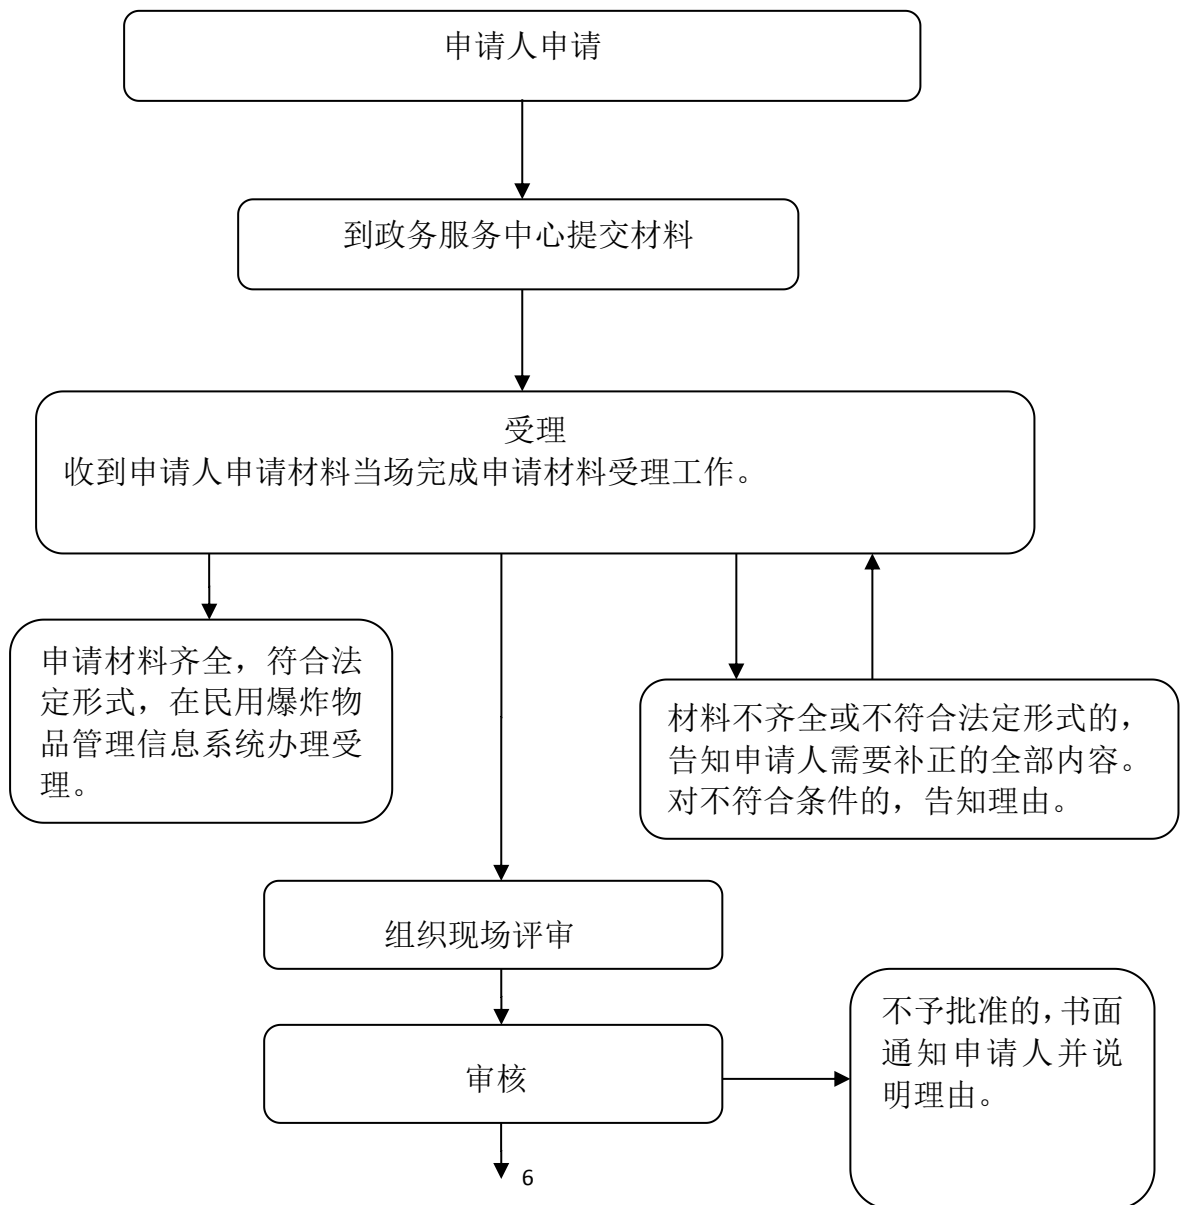 申请人申请
到政务服务中心提交材料
受理
收到申请人申请材料当场完成申请材料受理工作。
申请材料齐全，符合法
定形式，在民用爆炸物
品管理信息系统办理受
理。
材料不齐全或不符合法定形式的，
告知申请人需要补正的全部内容。
对不符合条件的，告知理由。
组织现场评审
审核
不予批准的，书面
通知申请人并说
明理由。
6